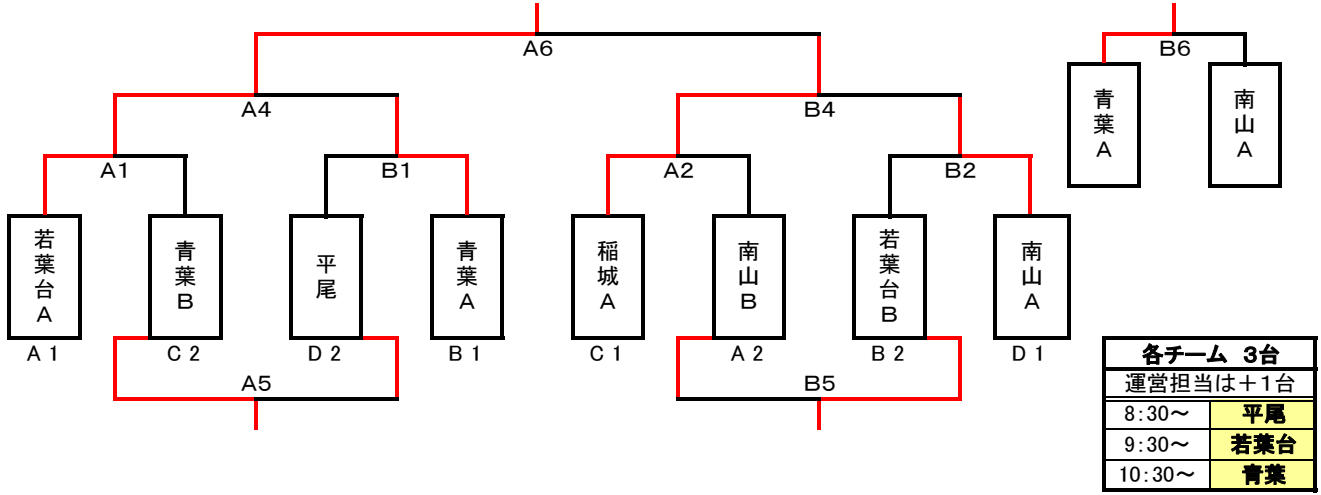 A6
B6
A4
B4
青葉A
南山A
A1
B1
A2
B2
若葉台A
青葉B
平尾
青葉A
稲城A
南山B
若葉台B
南山A
A1
C2
D2
B1
C1
A2
B2
D1
A5
B5
各チーム 3台
運営担当は+1台
8:30～ 平尾
9:30～ 若葉台
10:30～ 青葉